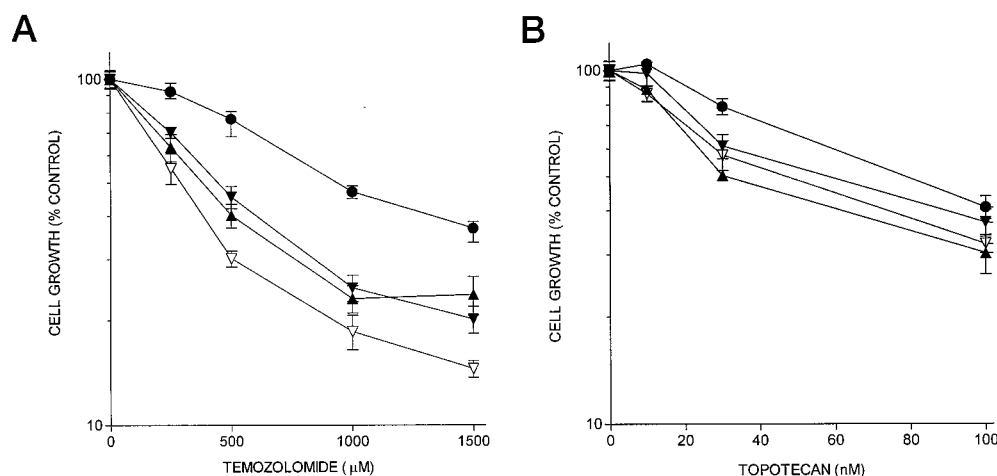 A
B
100
10
CELL GROWTH (% CONTROL)
0
500
1000
1500
TEMOZOLOMIDE ( μM)
100
10
CELL GROWTH (% CONTROL)
0
20
40
60
80
100
TOPOTECAN (nM)